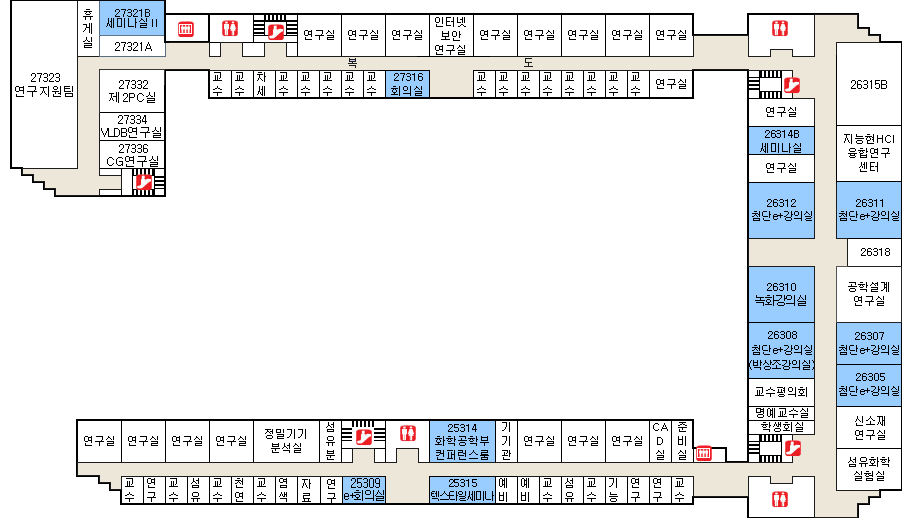 휴게실
27321B
세미나실 II
27321A
27323
연구지원팀
27332
제2PC실
27334
VLDB연구실
27336
CG연구실
연구실
연구실
연구실
인터넷
보안
연구실
연구실
연구실
연구실
연구실
연구실
복도
교수
교수
차세
교수
교수
교수
교수
교수
27316
회의실
교수
교수
교수
교수
교수
교수
교수
교수
연구실
연구실
26314B
세미나실
연구실
26312
첨단e+강의실
26310
녹화강의실
26308
첨단e+강의실
(박상조강의실)
교수평의회
명예교수실
학생회실
26315B
지능현HCI
융합연구
센터
26311
첨단e+강의실
26318
공학설계
연구실
26307
첨단e+강의실
26305
첨단e+강의실
신소재
연구실
섬유화학
실험실
연구실
연구실
연구실
연구실
정밀기기
분석실
섬유분
25314
화학공학부
컨퍼런스룸
기기관
연구실
연구실
연구실
CAD실
준비실
교수
연구
교수
섬유
교수
천연
교수
염색
자료
연구
25309
e+회의실
25315
텍스타일세미나
예비
예비
교수
섬유
교수
기능
연구
연구
교수